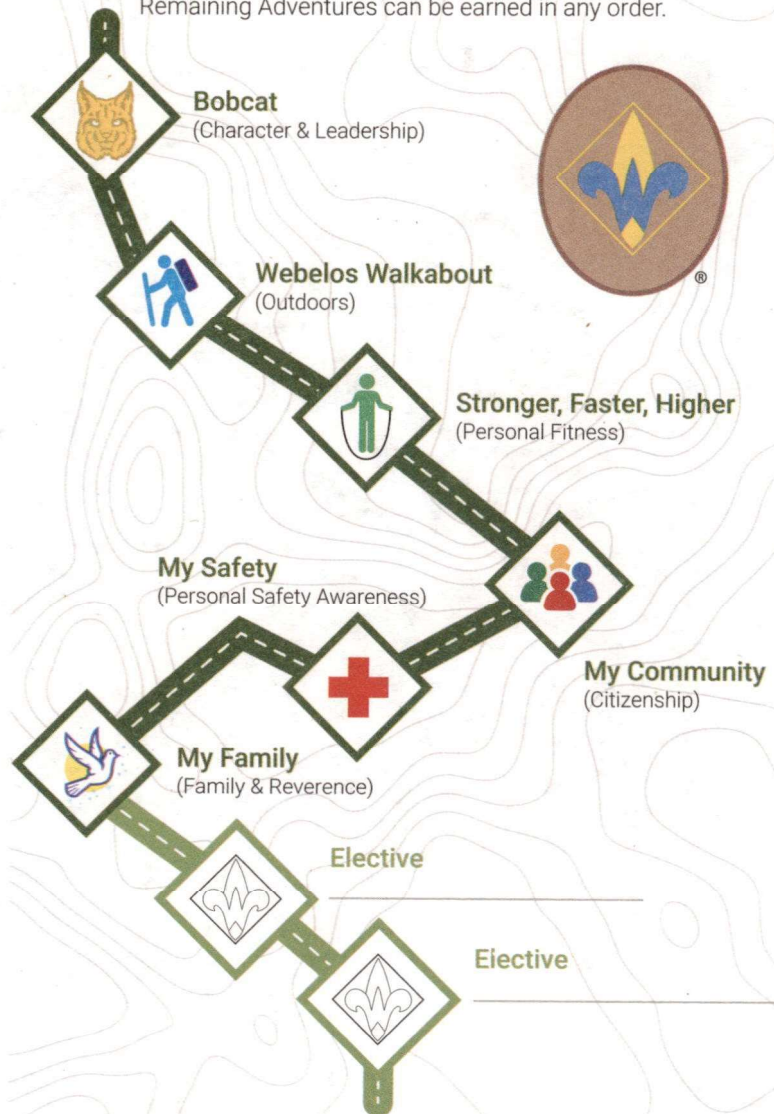 Remaining Adventures can be earned in any order.
Bobcat
(Character & Leadership)
®
Webelos Walkabout
(Outdoors)
Stronger, Faster, Higher
(Personal Fitness)
My Safety
(Personal Safety Awareness)
My Community
(Citizenship)
My Family
(Family & Reverence)
Elective
Elective